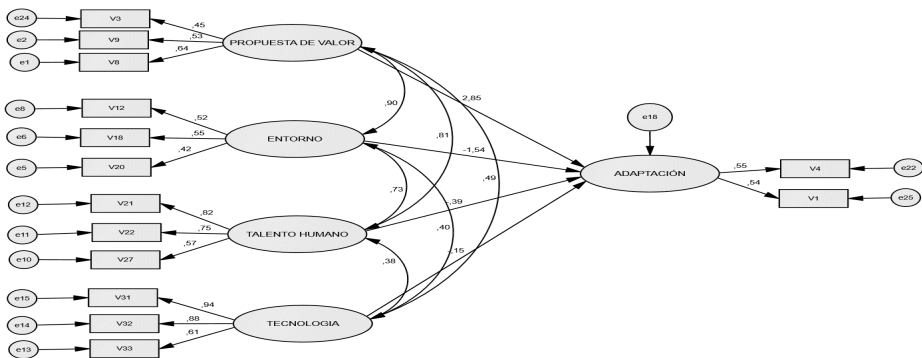 e24 V3 ,45
e2 V9 ,53
e1 V8 ,64
PROPUESTA DE VALOR
e8 V12 ,52
e6 V18 ,55
e5 V20 ,42
ENTORNO
e12 V21 ,82
e11 V22 ,75
e10 V27 ,57
TALENTO HUMANO
e15 V31 ,94
e14 V32 ,88
e13 V33 ,61
TECNOLOGIA
,90
,81
,49
,73
,40
,38
2,85
-1,54
-,39
,15
e18
ADAPTACIÓN
,55 V4 e22
,54 V1 e25